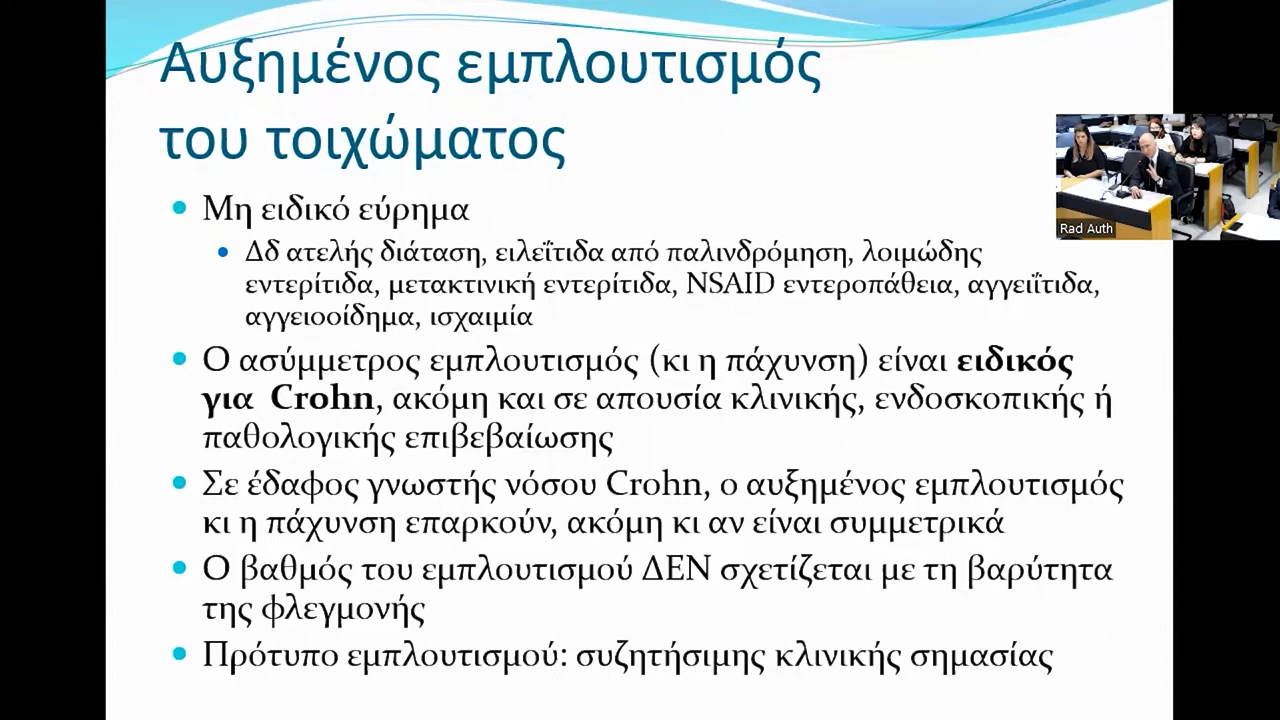 Αυξημένος εμπλουτισμός
του τοιχώματος
Μη ειδικό εύρημα
Δδ ατελής διάταση, ειλεΐτιδα από παλινδρόμηση, λοιμώδης
εντερίτιδα, μετακτινική εντερίτιδα, NSAID εντεροπάθεια, αγγειΐτιδα,
αγγειοοίδημα, ισχαιμία
Ο ασύμμετρος εμπλουτισμός (κι η πάχυνση) είναι ειδικός
για Crohn, ακόμη και σε απουσία κλινικής, ενδοσκοπικής ή
παθολογικής επιβεβαίωσης
Σε έδαφος γνωστής νόσου Crohn, ο αυξημένος εμπλουτισμός
κι η πάχυνση επαρκούν, ακόμη κι αν είναι συμμετρικά
Ο βαθμός του εμπλουτισμού ΔΕΝ σχετίζεται με τη βαρύτητα
της φλεγμονής
Πρότυπο εμπλουτισμού: συζητήσιμης κλινικής σημασίας
Rad Auth